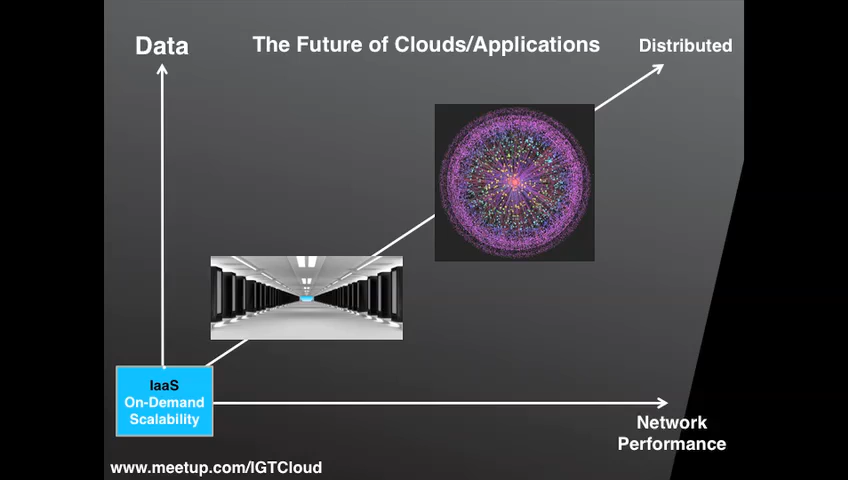 Data
The Future of Clouds/Applications
Distributed
IaaS
On-Demand
Scalability
Network
Performance
www.meetup.com/IGTCloud